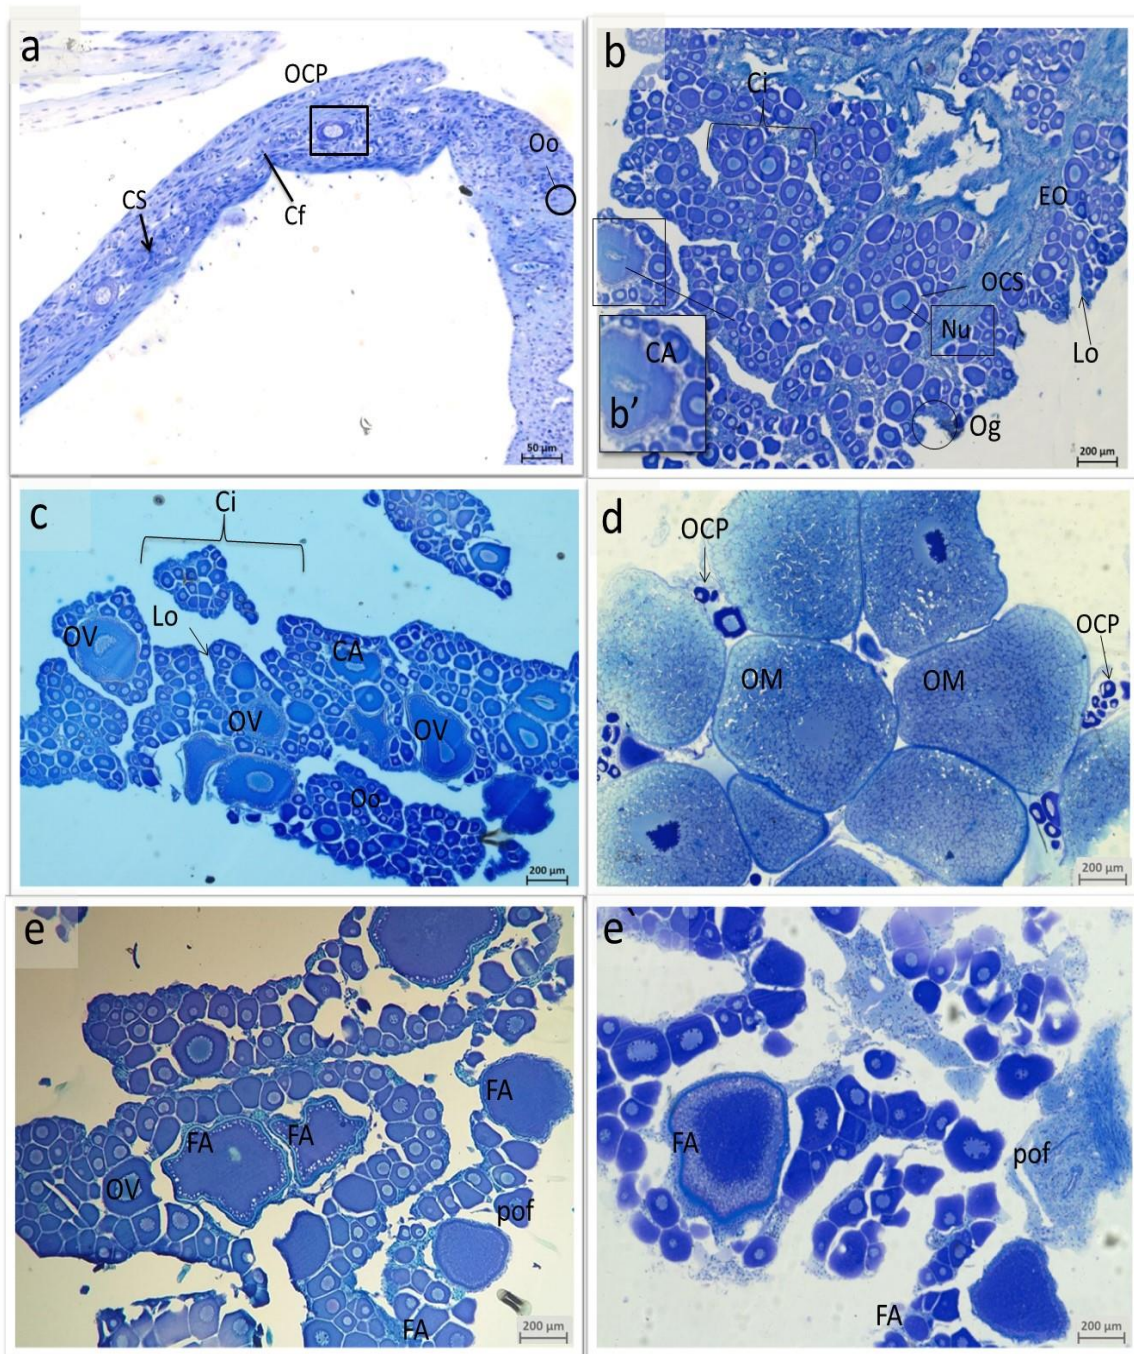 a
OCP
Oo
CS
Cf
50 µm
b
Ci
EO
OCS
Nu
Lo
CA
b’
Og
200 µm
c
Ci
Lo
OV
CA
OV
OV
Oo
200 µm
d
OCP
OCP
OM
OM
200 µm
e
FA
FA
FA
OV
pof
FA
200 µm
e`
FA
pof
FA
200 µm